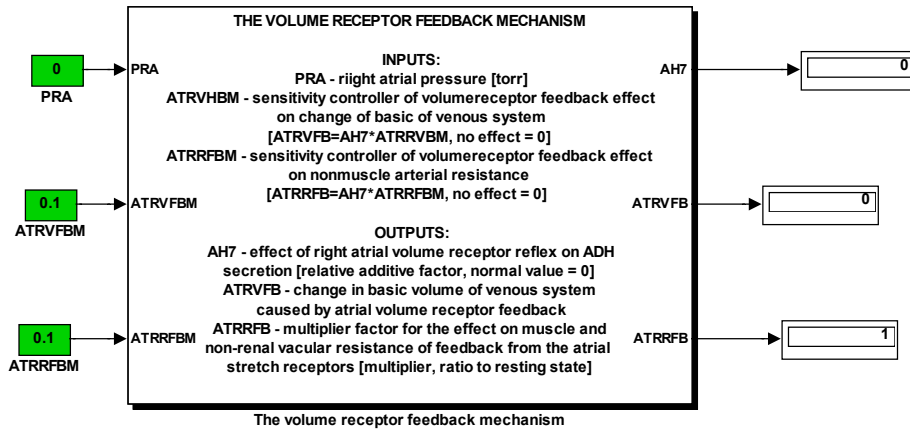 THE VOLUME RECEPTOR FEEDBACK MECHANISM
INPUTS:
PRA - riight atrial pressure [torr]
ATRVHBM - sensitivity controller of volumereceptor feedback effect
on change of basic of venous system
[ATRVFB=AH7*ATRRVBM, no effect = 0]
ATRRFBM - sensitivity controller of volumereceptor feedback effect
on nonmuscle arterial resistance
[ATRRFB=AH7*ATRRFBM, no effect = 0]
OUTPUTS:
AH7 - effect of right atrial volume receptor reflex on ADH
secretion [relative additive factor, normal value = 0]
ATRVFB - change in basic volume of venous system
caused by atrial volume receptor feedback
ATRRFB - multiplier factor for the effect on muscle and
non-renal vacular resistance of feedback from the atrial
stretch receptors [multiplier, ratio to resting state]
0
PRA
PRA
0.1
ATRVFBM
ATRVFBM
0.1
ATRRFBM
ATRRFBM
AH7
0
ATRVFB
0
ATRRFB
1
The volume receptor feedback mechanism